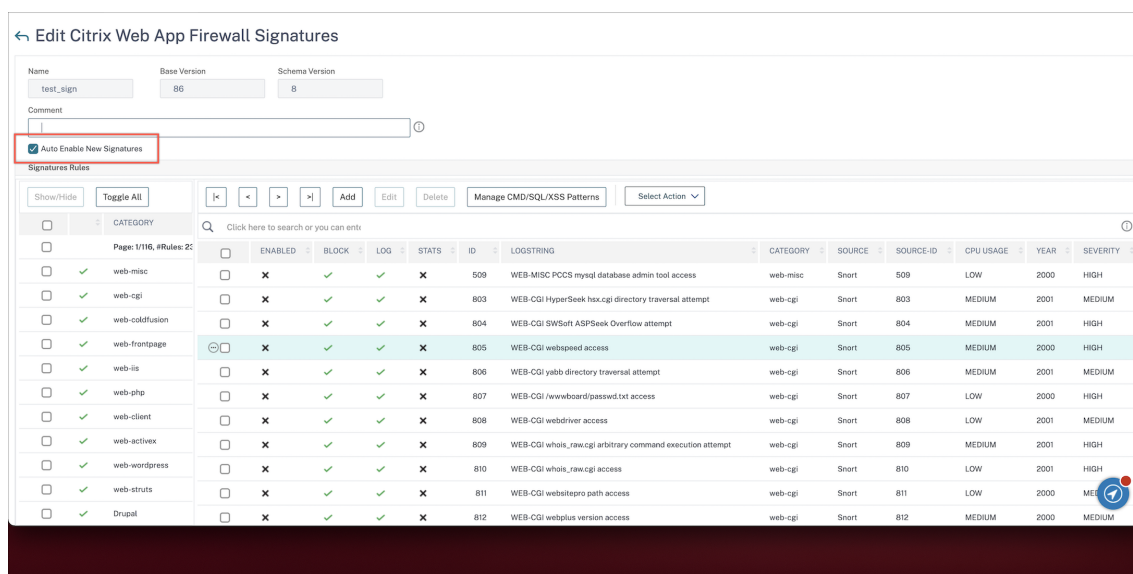 Edit Citrix Web App Firewall Signatures
Name Base Version Schema Version
test_sign 86 8
Comment
Auto Enable New Signatures
Signatures Rules
Show/Hide Toggle All |< < > >| Add Edit Delete Manage CMD/SQL/XSS Patterns Select Action
CATEGORY
Click here to search or you can ente
Page: 1/116, #Rules: 23
ENABLED BLOCK LOG STATS ID LOGSTRING CATEGORY SOURCE SOURCE-ID CPU USAGE YEAR SEVERITY
web-misc 509 WEB-MISC PCCS mysql database admin tool access web-misc Snort 509 LOW 2000 HIGH
web-cgi 803 WEB-CGI HyperSeek hsx.cgi directory traversal attempt web-cgi Snort 803 MEDIUM 2001 MEDIUM
web-coldfusion 804 WEB-CGI SWSoft ASPSeek Overflow attempt web-cgi Snort 804 MEDIUM 2001 HIGH
web-frontpage 805 WEB-CGI webspeed access web-cgi Snort 805 MEDIUM 2000 HIGH
web-iis 806 WEB-CGI yabb directory traversal attempt web-cgi Snort 806 MEDIUM 2001 MEDIUM
web-php 807 WEB-CGI /wwwboard/passwd.txt access web-cgi Snort 807 LOW 2000 HIGH
web-client 808 WEB-CGI webdriver access web-cgi Snort 808 LOW 2001 MEDIUM
web-activex 809 WEB-CGI whois_raw.cgi arbitrary command execution attempt web-cgi Snort 809 MEDIUM 2001 HIGH
web-wordpress 810 WEB-CGI whois_raw.cgi access web-cgi Snort 810 LOW 2001 HIGH
web-struts 811 WEB-CGI websitepro path access web-cgi Snort 811 LOW 2000
Drupal 812 WEB-CGI webplus version access web-cgi Snort 812 MEDIUM 2000 MEDIUM